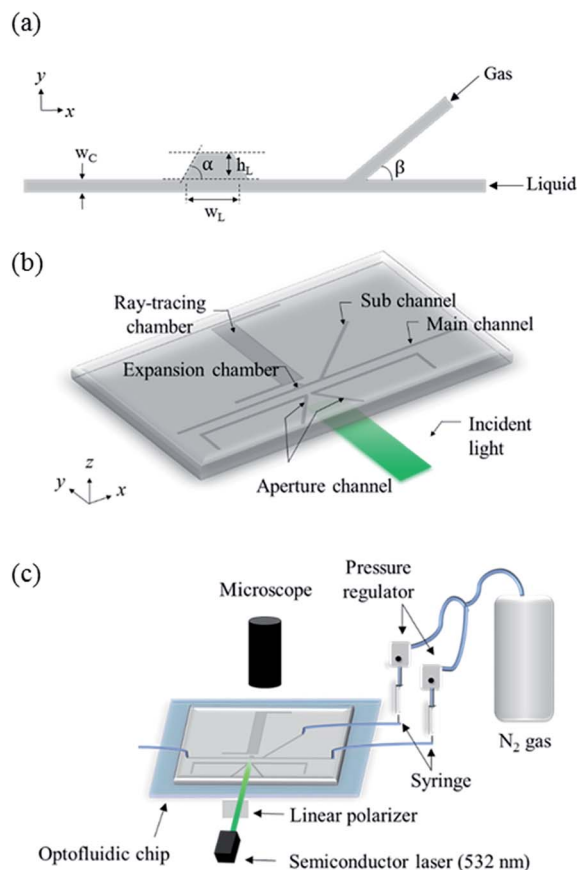 (a)
y
x
Gas
w_C
α
h_L
β
Liquid
w_L
(b)
Ray-tracing
chamber
Sub channel
Main channel
Expansion chamber
Incident
light
Aperture channel
z
y
x
(c)
Pressure
regulator
Microscope
N₂ gas
Syringe
Linear polarizer
Optofluidic chip
Semiconductor laser (532 nm)